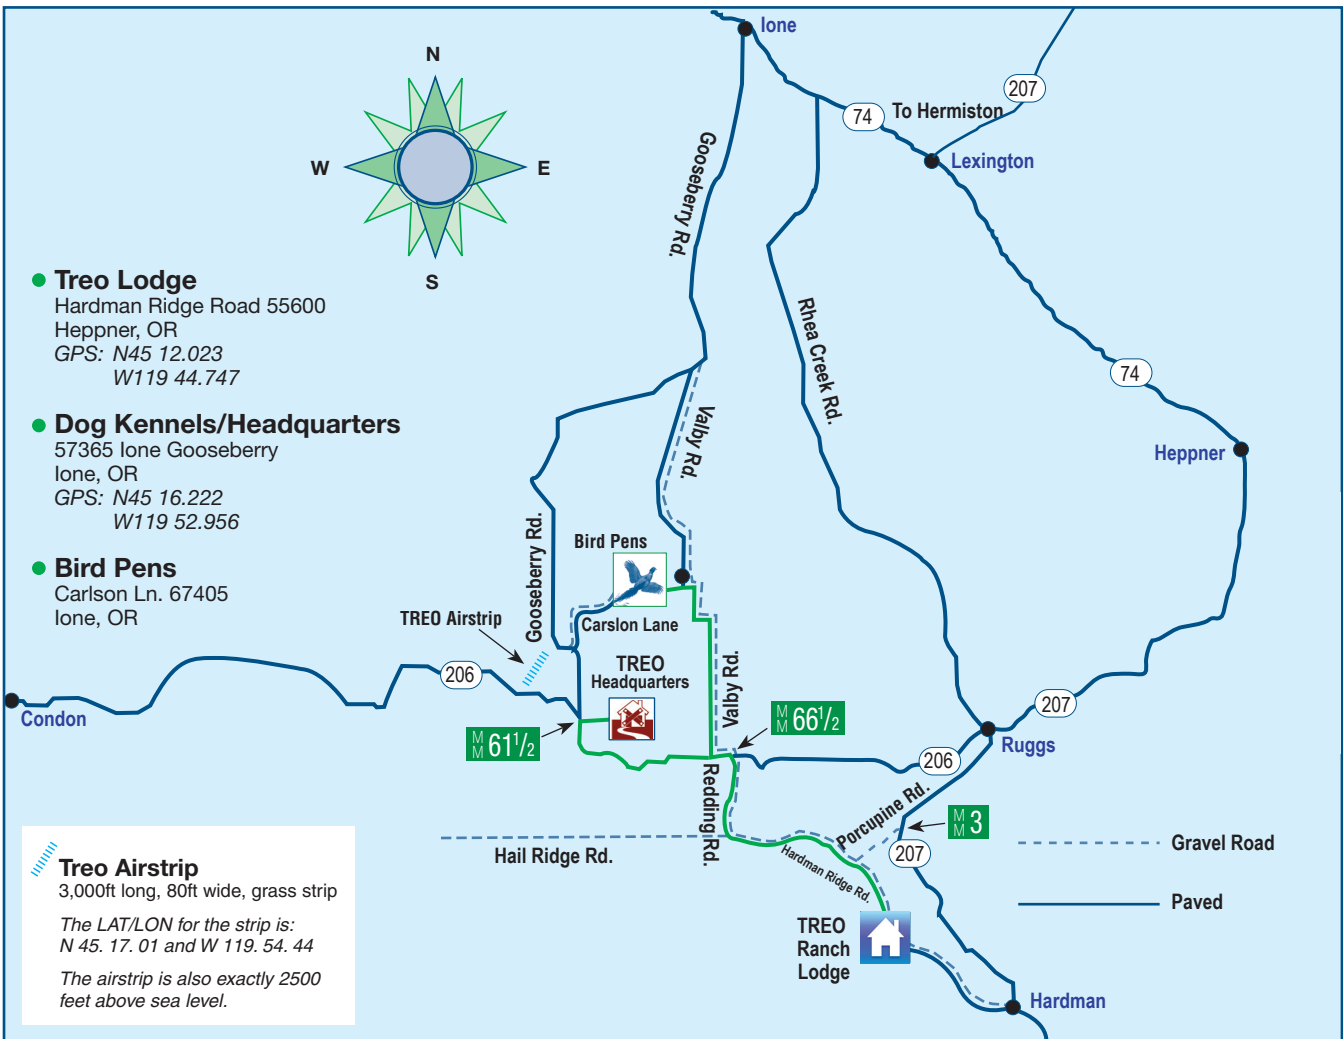 Ione
207
N
74
To Hermiston
Gooseberry Rd.
W
E
Lexington
S
Treo Lodge
Hardman Ridge Road 55600
Heppner, OR
GPS: N45 12.023
W119 44.747
Rhea Creek Rd.
74
Dog Kennels/Headquarters
57365 Ione Gooseberry
Ione, OR
GPS: N45 16.222
W119 52.956
Valby Rd.
Heppner
Bird Pens
Carlson Ln. 67405
Ione, OR
Gooseberry Rd.
Bird Pens
TREO Airstrip
Carslon Lane
TREO
Headquarters
Valby Rd.
206
Condon
MM 61 1/2
MM 66 1/2
207
Ruggs
206
Redding Rd.
Porcupine Rd.
MM 3
207
Hail Ridge Rd.
Hardman Ridge Rd.
Gravel Road
Paved
TREO
Ranch
Lodge
Hardman
Treo Airstrip
3,000ft long, 80ft wide, grass strip
The LAT/LON for the strip is:
N 45. 17. 01 and W 119. 54. 44
The airstrip is also exactly 2500
feet above sea level.